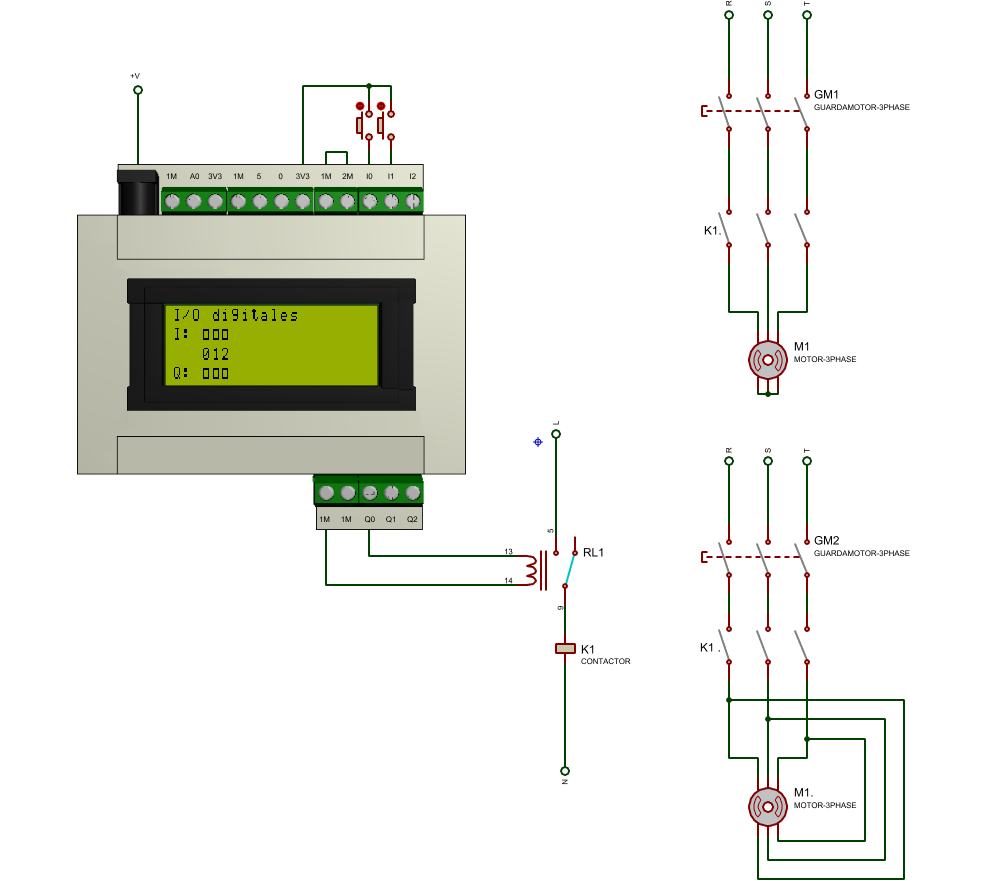 +V
1M A0 3V3 1M 5 0 3V3 1M 2M I0 I1 I2
I/O digitales
I:
012
Q:
1M 1M Q0 Q1 Q2
L
5
13
14
RL1
9
K1
CONTACTOR
N
R S T
GM1
GUARDAMOTOR-3PHASE
K1.
M1
MOTOR-3PHASE
R S T
GM2
GUARDAMOTOR-3PHASE
K1 .
M1.
MOTOR-3PHASE